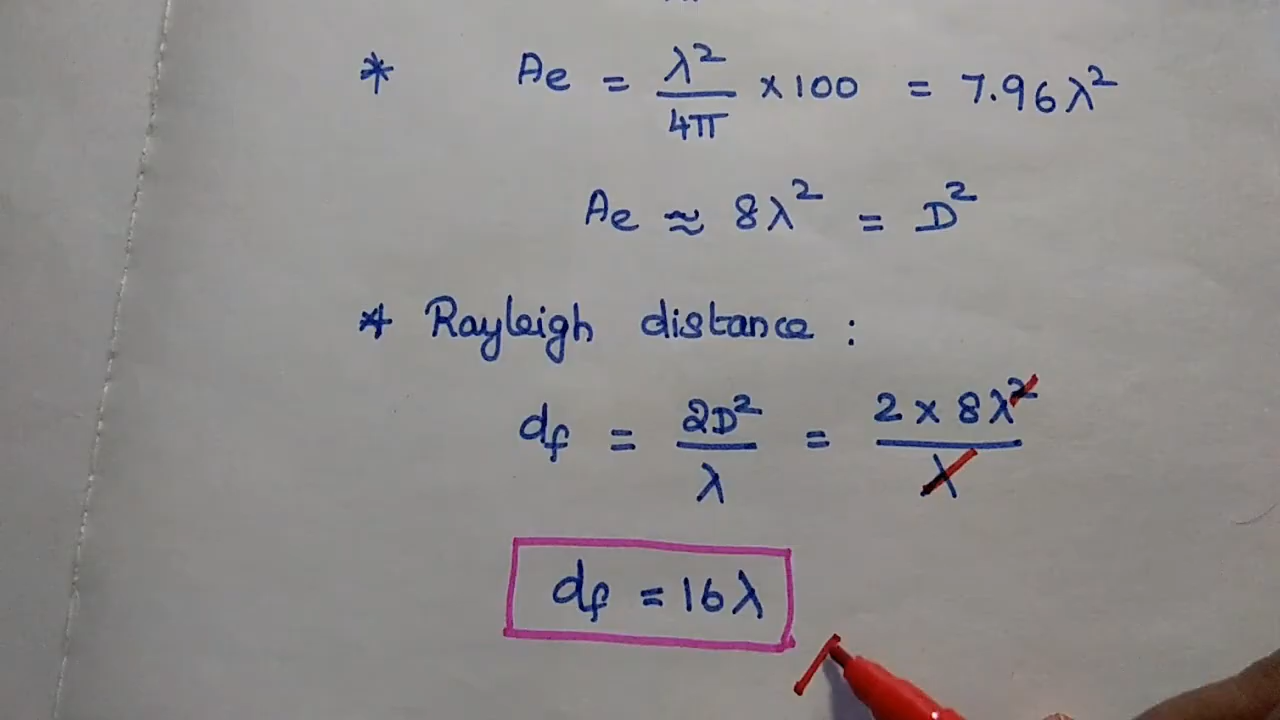 * Ae = λ²/4π × 100 = 7.96λ²
Ae ≈ 8λ² = D²
* Rayleigh distance :
df = 2D²/λ = 2 × 8λ²/λ
df = 16λ